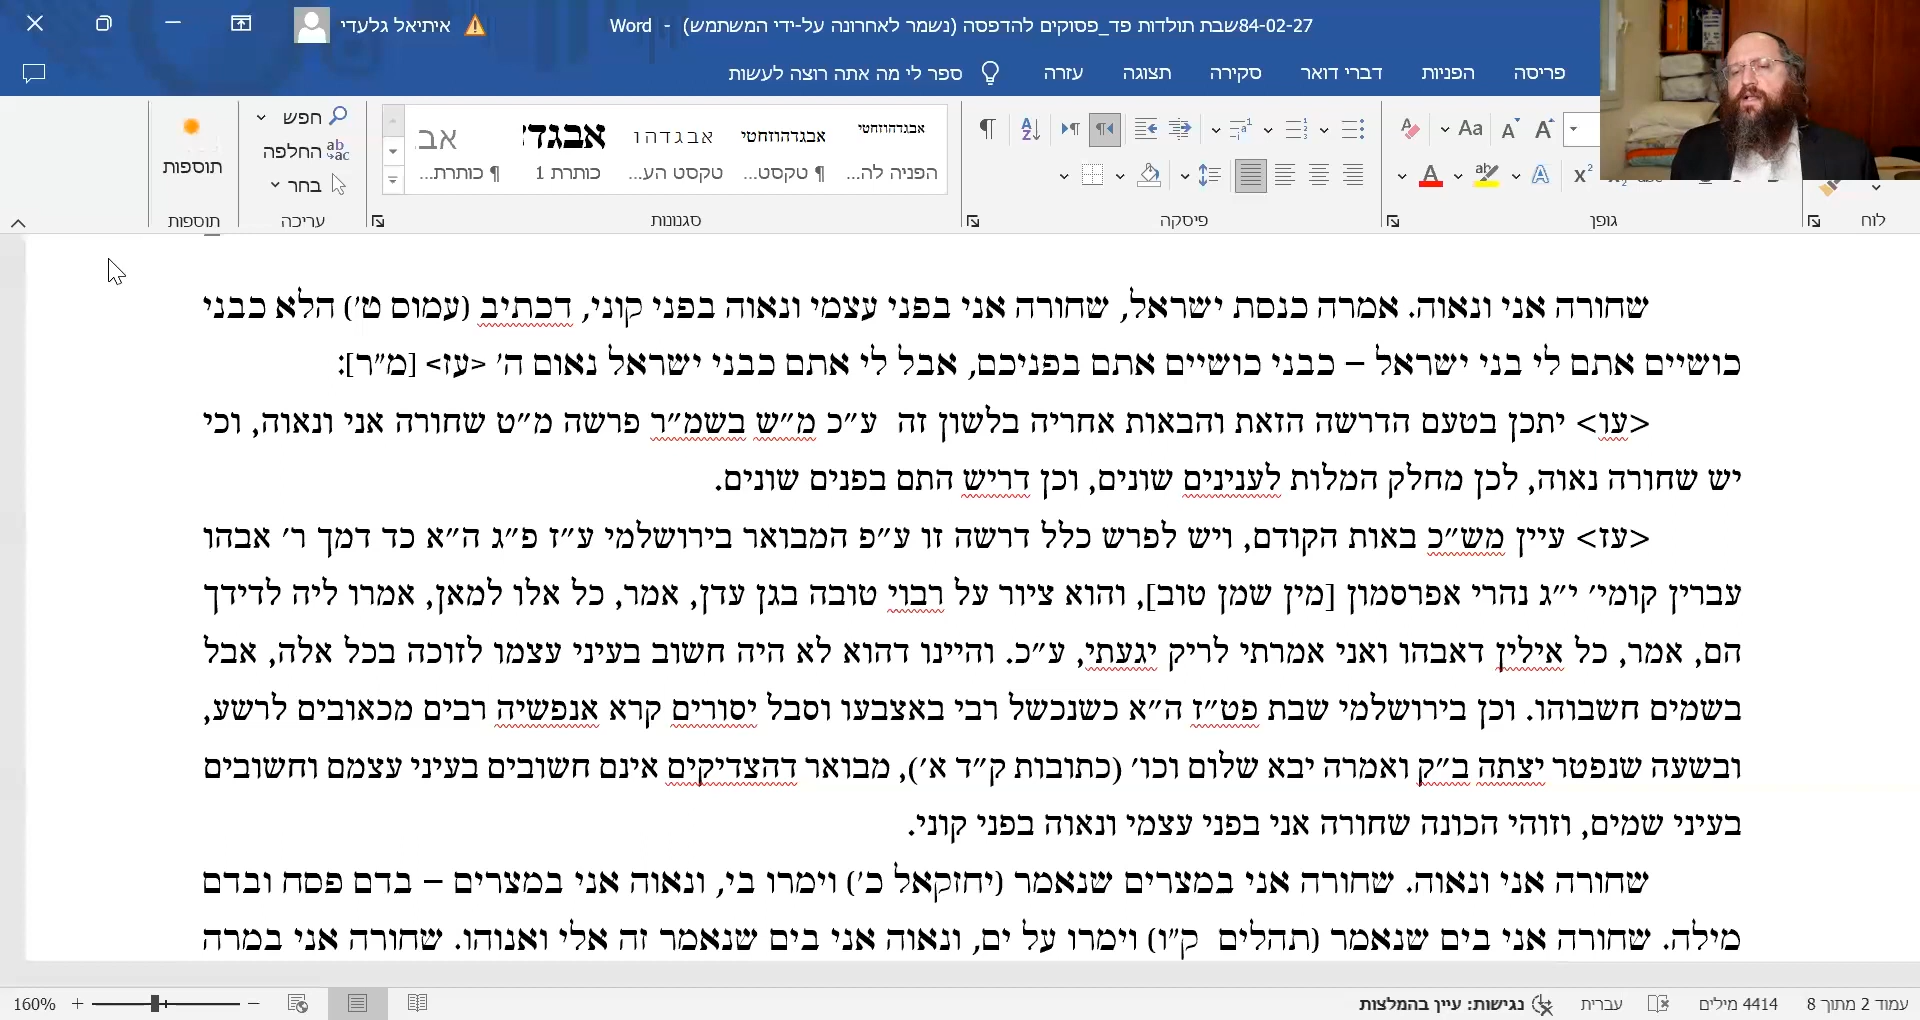 84-02-27שבת תולדות פד_פסוקים להדפסה (נשמר לאחרונה על-ידי המשתמש) - Word
איתיאל גלעדי
פריסה הפניות דברי דואר סקירה תצוגה עזרה ספר לי מה אתה רוצה לעשות
אבגדהוזחטי אבגדהוזחטי אבגדהו אבגדי אב
הפניה לה... ¶ טקסט... טקסט הע... כותרת 1 ¶ כותרת...
חפש
החלפה
בחר
תוספות
לוח גופן פיסקה סגנונות עריכה תוספות
שחורה אני ונאוה. אמרה כנסת ישראל, שחורה אני בפני עצמי ונאוה בפני קוני, דכתיב (עמוס ט') הלא כבני
כושיים אתם לי בני ישראל – כבני כושיים אתם בפניכם, אבל לי אתם כבני ישראל נאום ה' <עז> [מ"ר]:
<עו> יתכן בטעם הדרשה הזאת והבאות אחריה בלשון זה ע"כ מ"ש בשמ"ר פרשה מ"ט שחורה אני ונאוה, וכי
יש שחורה נאוה, לכן מחלק המלות לענינים שונים, וכן דריש התם בפנים שונים.
<עז> עיין מש"כ באות הקודם, ויש לפרש כלל דרשה זו ע"פ המבואר בירושלמי ע"ז פ"ג ה"א כד דמך ר' אבהו
עברין קומי' י"ג נהרי אפרסמון [מין שמן טוב], והוא ציור על רבוי טובה בגן עדן, אמר, כל אלו למאן, אמרו ליה לדידך
הם, אמר, כל אילין דאבהו ואני אמרתי לריק יגעתי, ע"כ. והיינו דהוא לא היה חשוב בעיני עצמו לזוכה בכל אלה, אבל
בשמים חשבוהו. וכן בירושלמי שבת פט"ז ה"א כשנכשל רבי באצבעו וסבל יסורים קרא אנפשיה רבים מכאובים לרשע,
ובשעה שנפטר יצתה ב"ק ואמרה יבא שלום וכו' (כתובות ק"ד א'), מבואר דהצדיקים אינם חשובים בעיני עצמם וחשובים
בעיני שמים, וזוהי הכונה שחורה אני בפני עצמי ונאוה בפני קוני.
שחורה אני ונאוה. שחורה אני במצרים שנאמר (יחזקאל כ') וימרו בי, ונאוה אני במצרים – בדם פסח ובדם
מילה. שחורה אני בים שנאמר (תהלים ק"ו) וימרו על ים, ונאוה אני בים שנאמר זה אלי ואנוהו. שחורה אני במרה
עמוד 2 מתוך 8 4414 מילים עברית נגישות: עיין בהמלצות 160%